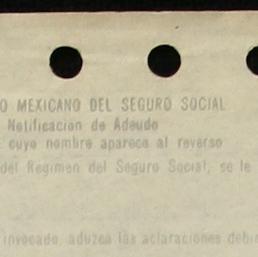 O MEXICANO DEL SEGURO SOCIAL
Notificación de Adeudo
cuyo nombre aparece al reverso
del Regimen del Seguro Social, se le
invocado, aduzca las aclaraciones debi